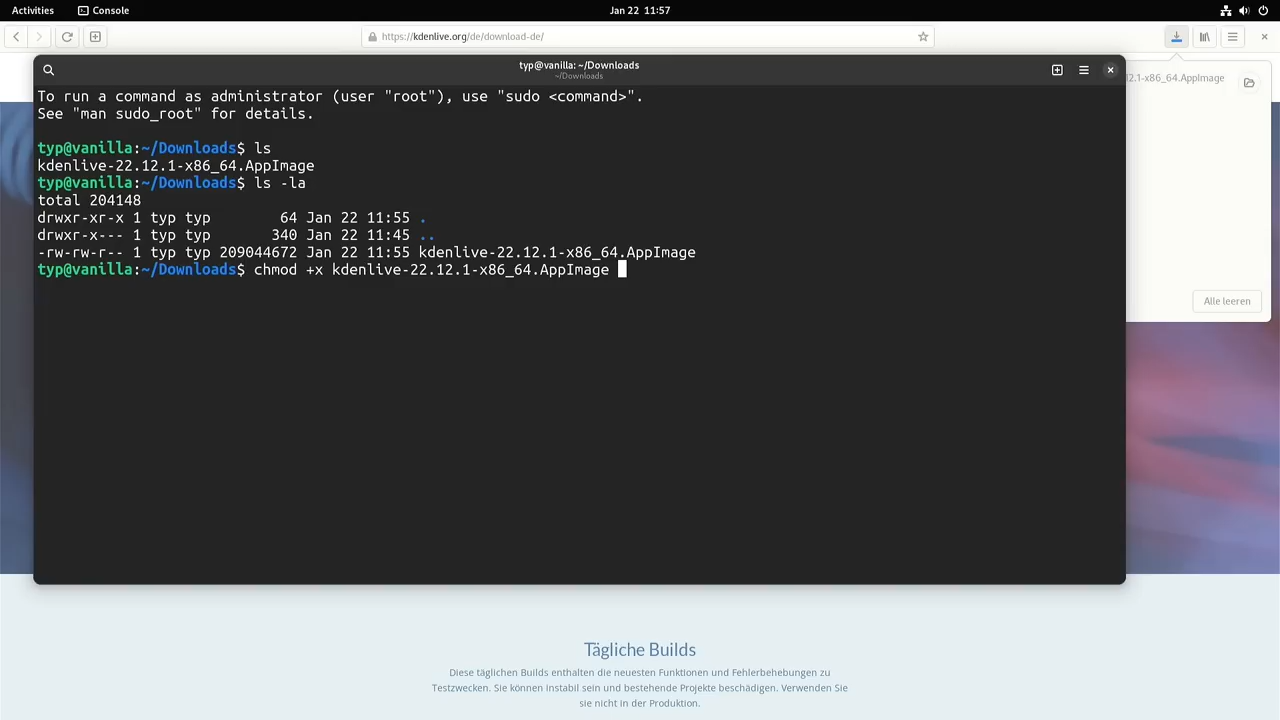 Activities
Console
Jan 22 11:57
https://kdenlive.org/de/download-de/
typ@vanilla: ~/Downloads
~/Downloads
12.1-x86_64.AppImage
To run a command as administrator (user "root"), use "sudo <command>".
See "man sudo_root" for details.
typ@vanilla:~/Downloads$ ls
kdenlive-22.12.1-x86_64.AppImage
typ@vanilla:~/Downloads$ ls -la
total 204148
drwxr-xr-x 1 typ typ        64 Jan 22 11:55 .
drwxr-x--- 1 typ typ       340 Jan 22 11:45 ..
-rw-rw-r-- 1 typ typ 209044672 Jan 22 11:55 kdenlive-22.12.1-x86_64.AppImage
typ@vanilla:~/Downloads$ chmod +x kdenlive-22.12.1-x86_64.AppImage
Alle leeren
Tägliche Builds
Diese täglichen Builds enthalten die neuesten Funktionen und Fehlerbehebungen zu
Testzwecken. Sie können instabil sein und bestehende Projekte beschädigen. Verwenden Sie
sie nicht in der Produktion.